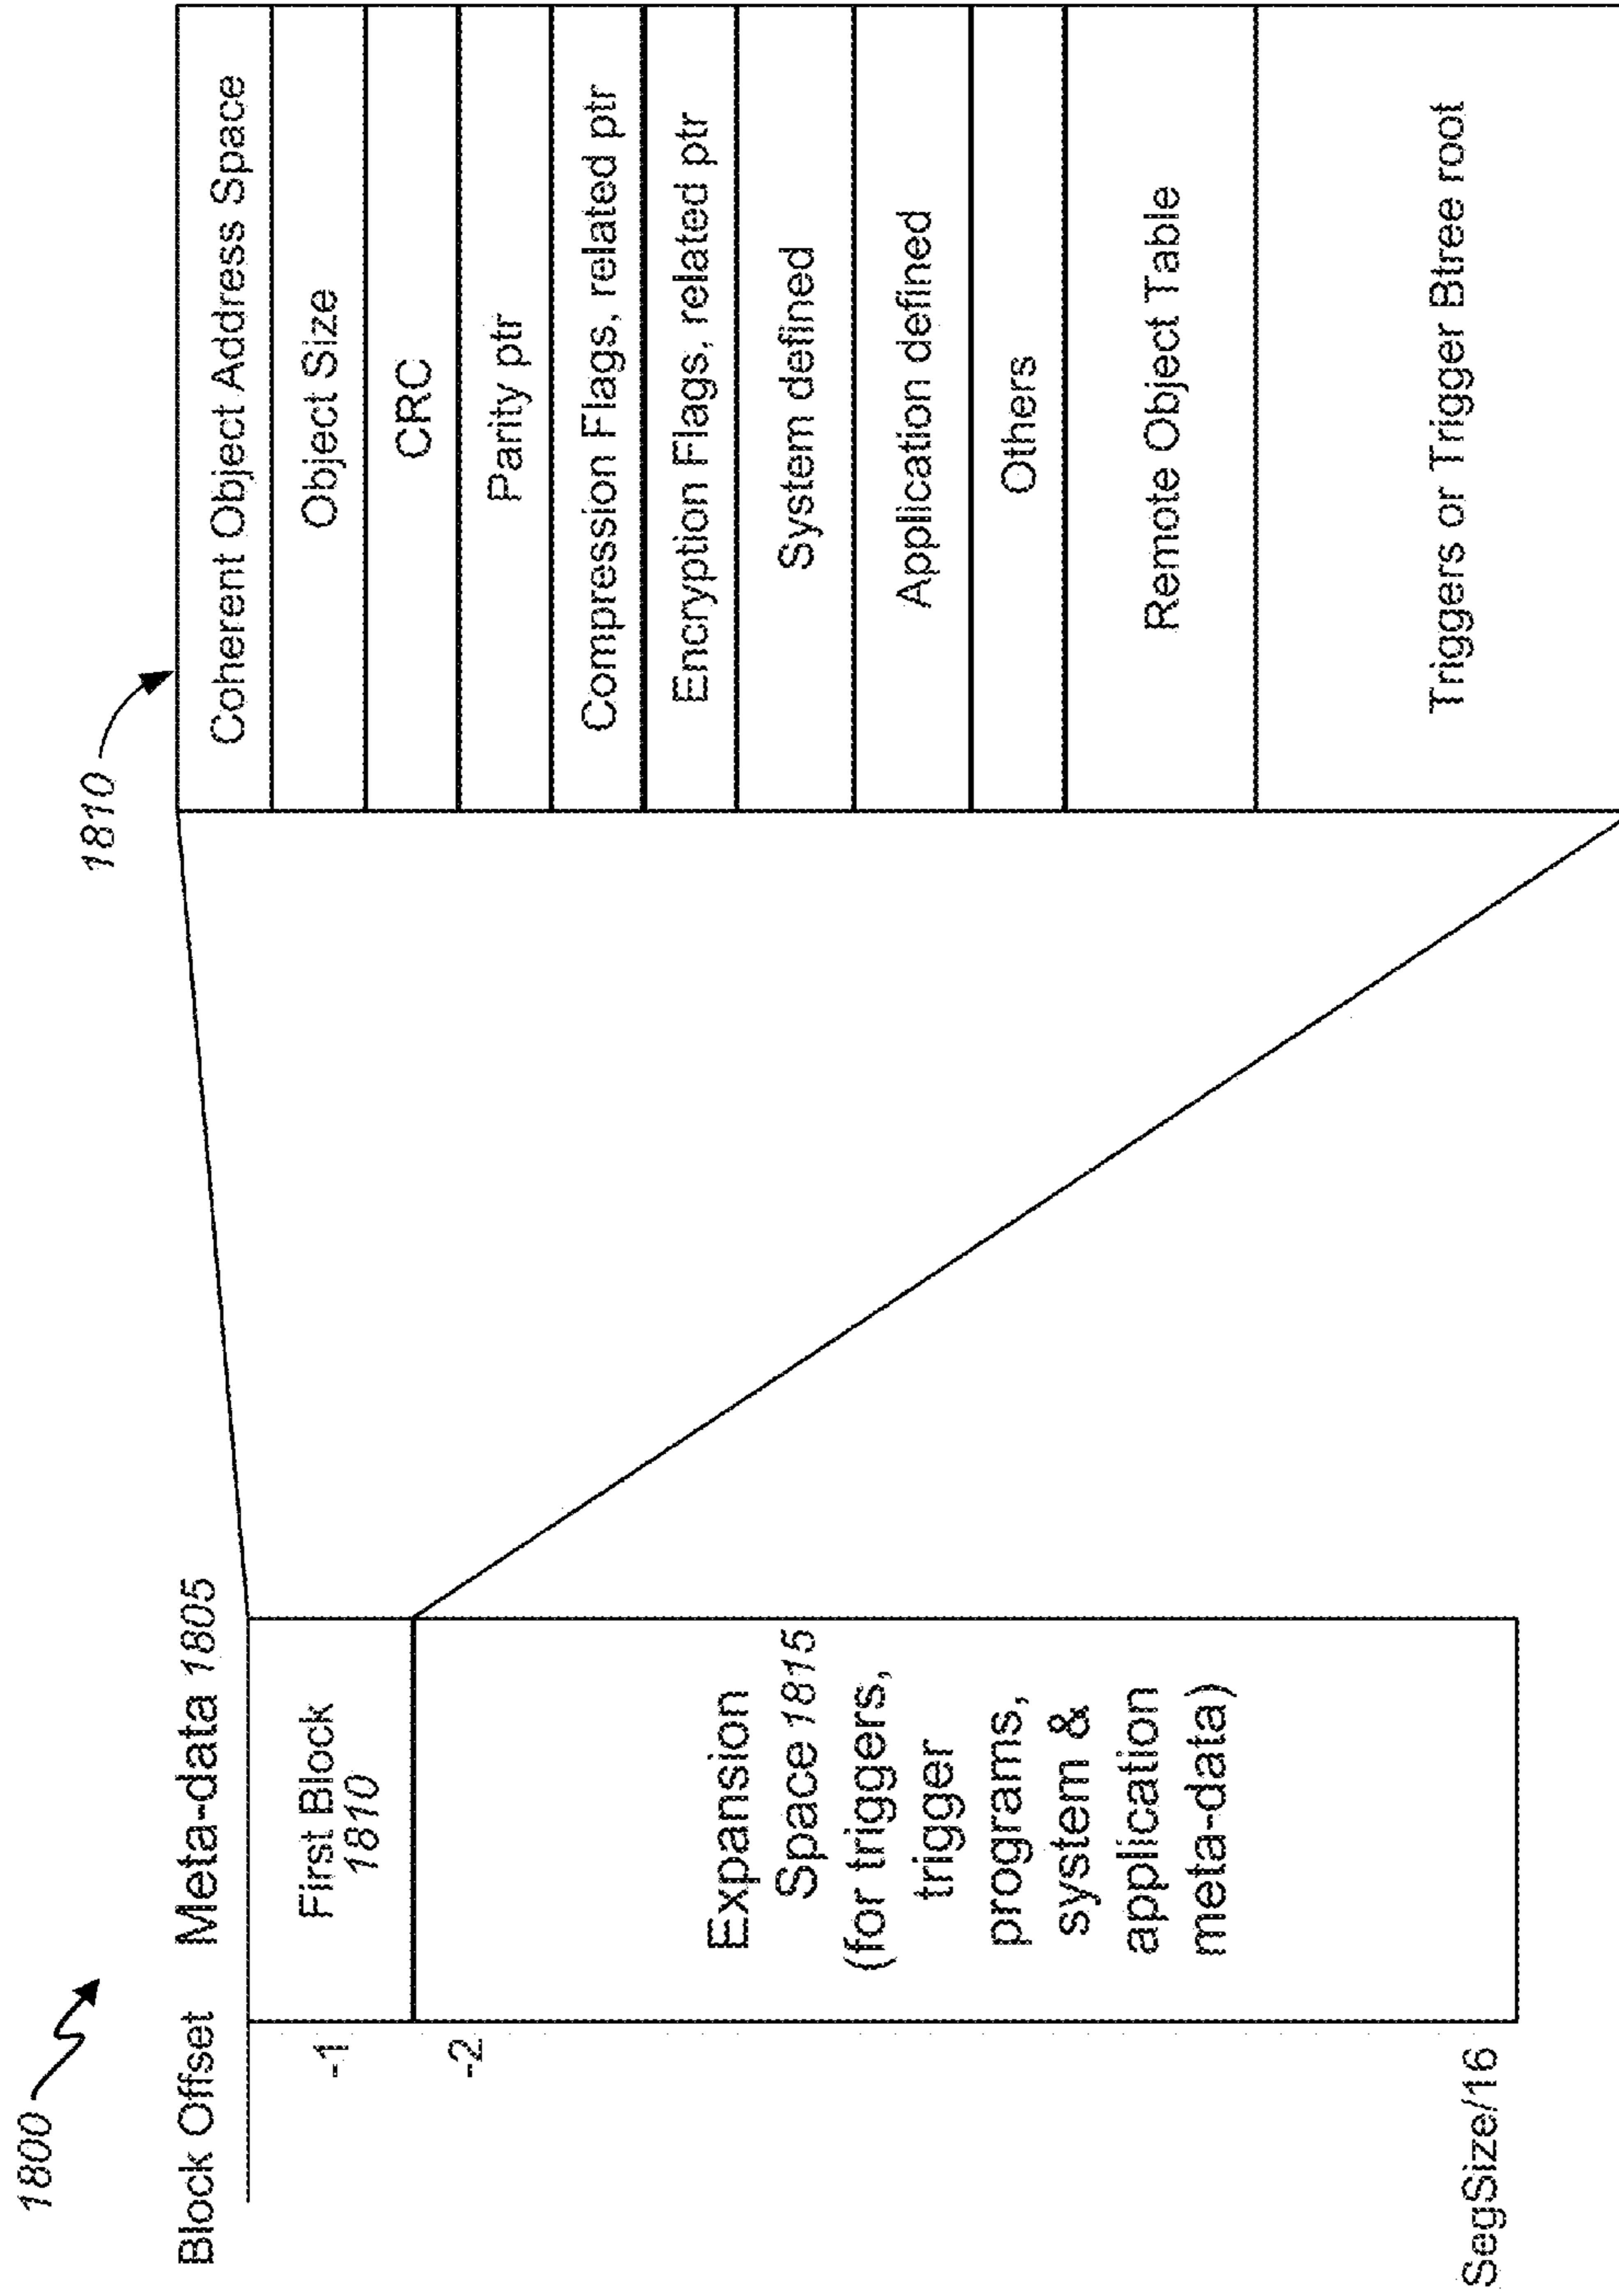 1800
Block Offset
Meta-data 1805
-1
First Block
1810
-2
Expansion
Space 1815
(for triggers,
trigger
programs,
system &
application
meta-data)
SegSize/16
1810
Coherent Object Address Space
Object Size
CRC
Parity ptr
Compression Flags, related ptr
Encryption Flags, related ptr
System defined
Application defined
Others
Remote Object Table
Triggers or Trigger Btree root